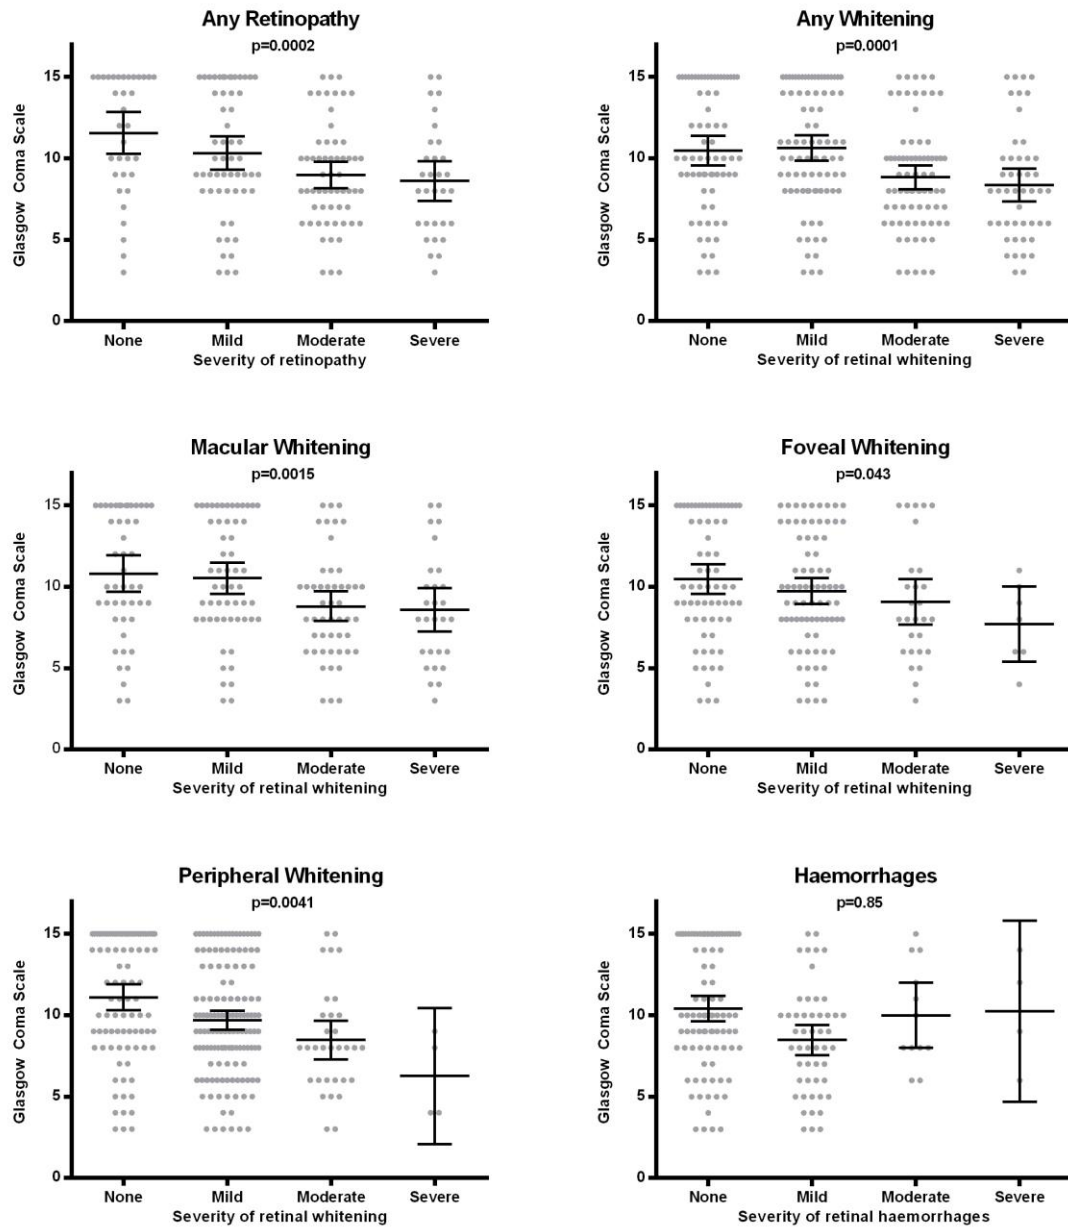 Any Retinopathy
p=0.0002
15
10
5
0
Glasgow Coma Scale
None Mild Moderate Severe
Severity of retinopathy
Any Whitening
p=0.0001
15
10
5
0
Glasgow Coma Scale
None Mild Moderate Severe
Severity of retinal whitening
Macular Whitening
p=0.0015
15
10
5
0
Glasgow Coma Scale
None Mild Moderate Severe
Severity of retinal whitening
Foveal Whitening
p=0.043
15
10
5
0
Glasgow Coma Scale
None Mild Moderate Severe
Severity of retinal whitening
Peripheral Whitening
p=0.0041
15
10
5
0
Glasgow Coma Scale
None Mild Moderate Severe
Severity of retinal whitening
Haemorrhages
p=0.85
15
10
5
0
Glasgow Coma Scale
None Mild Moderate Severe
Severity of retinal haemorrhages